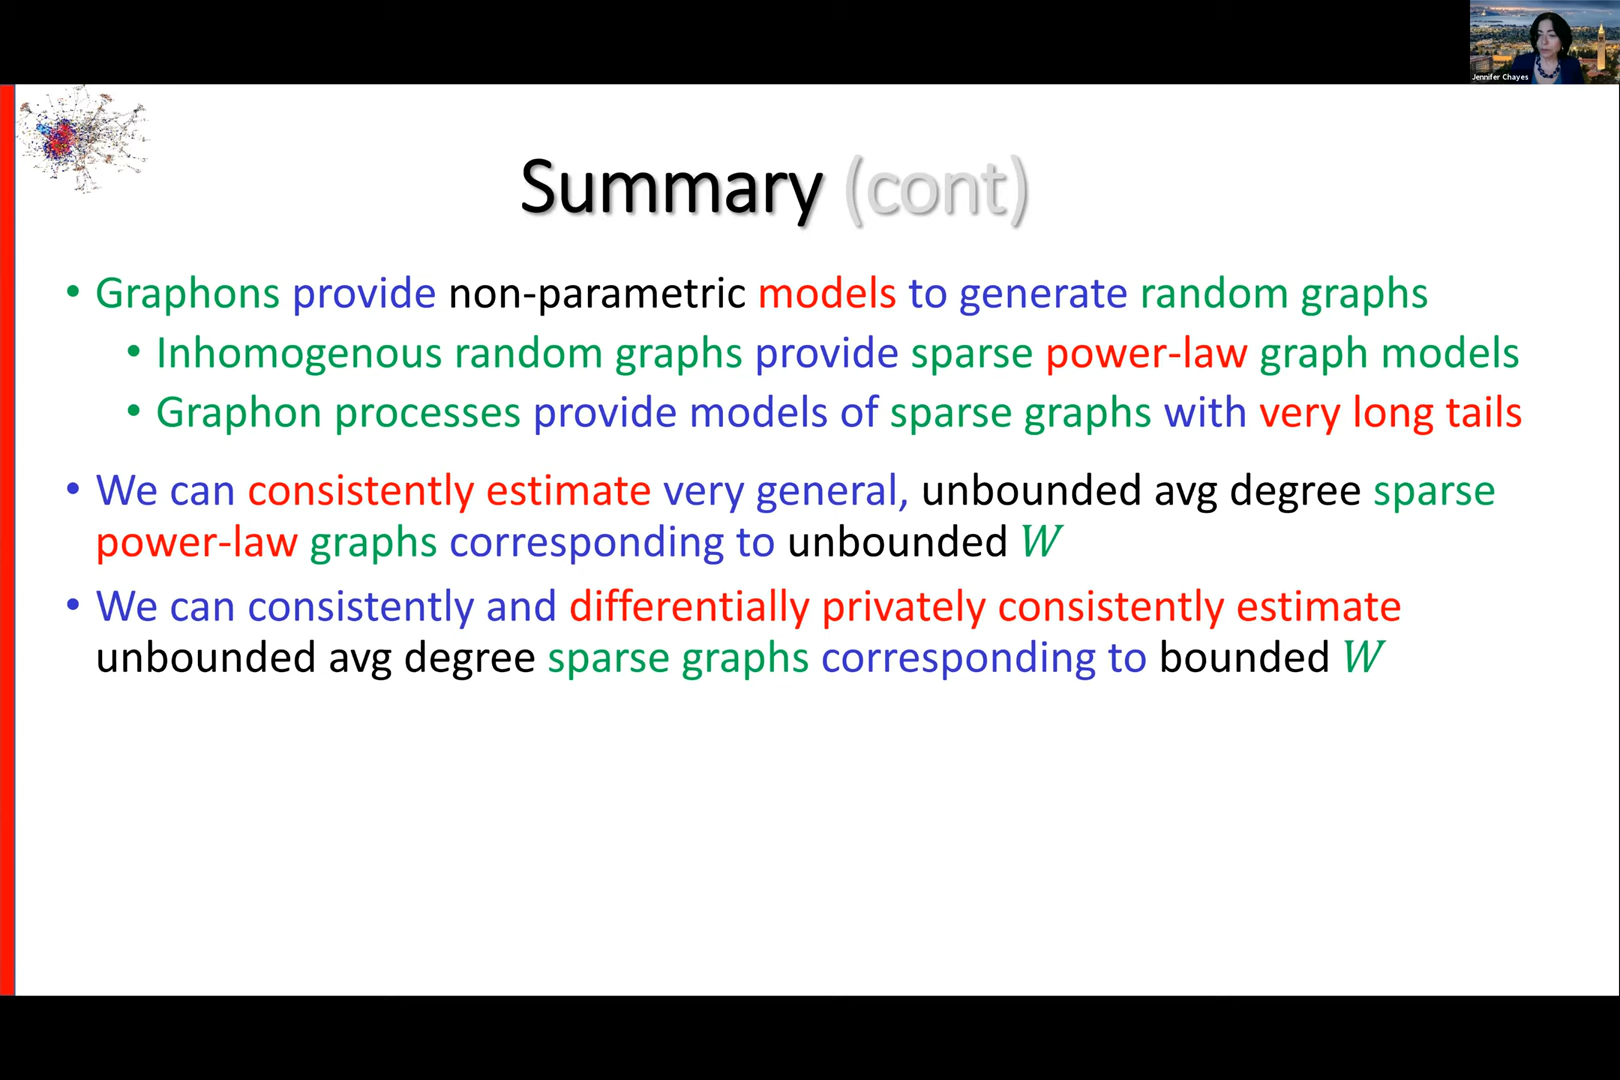 Jennifer Chayes
Summary (cont)
• Graphons provide non-parametric models to generate random graphs
• Inhomogenous random graphs provide sparse power-law graph models
• Graphon processes provide models of sparse graphs with very long tails
• We can consistently estimate very general, unbounded avg degree sparse
power-law graphs corresponding to unbounded W
• We can consistently and differentially privately consistently estimate
unbounded avg degree sparse graphs corresponding to bounded W